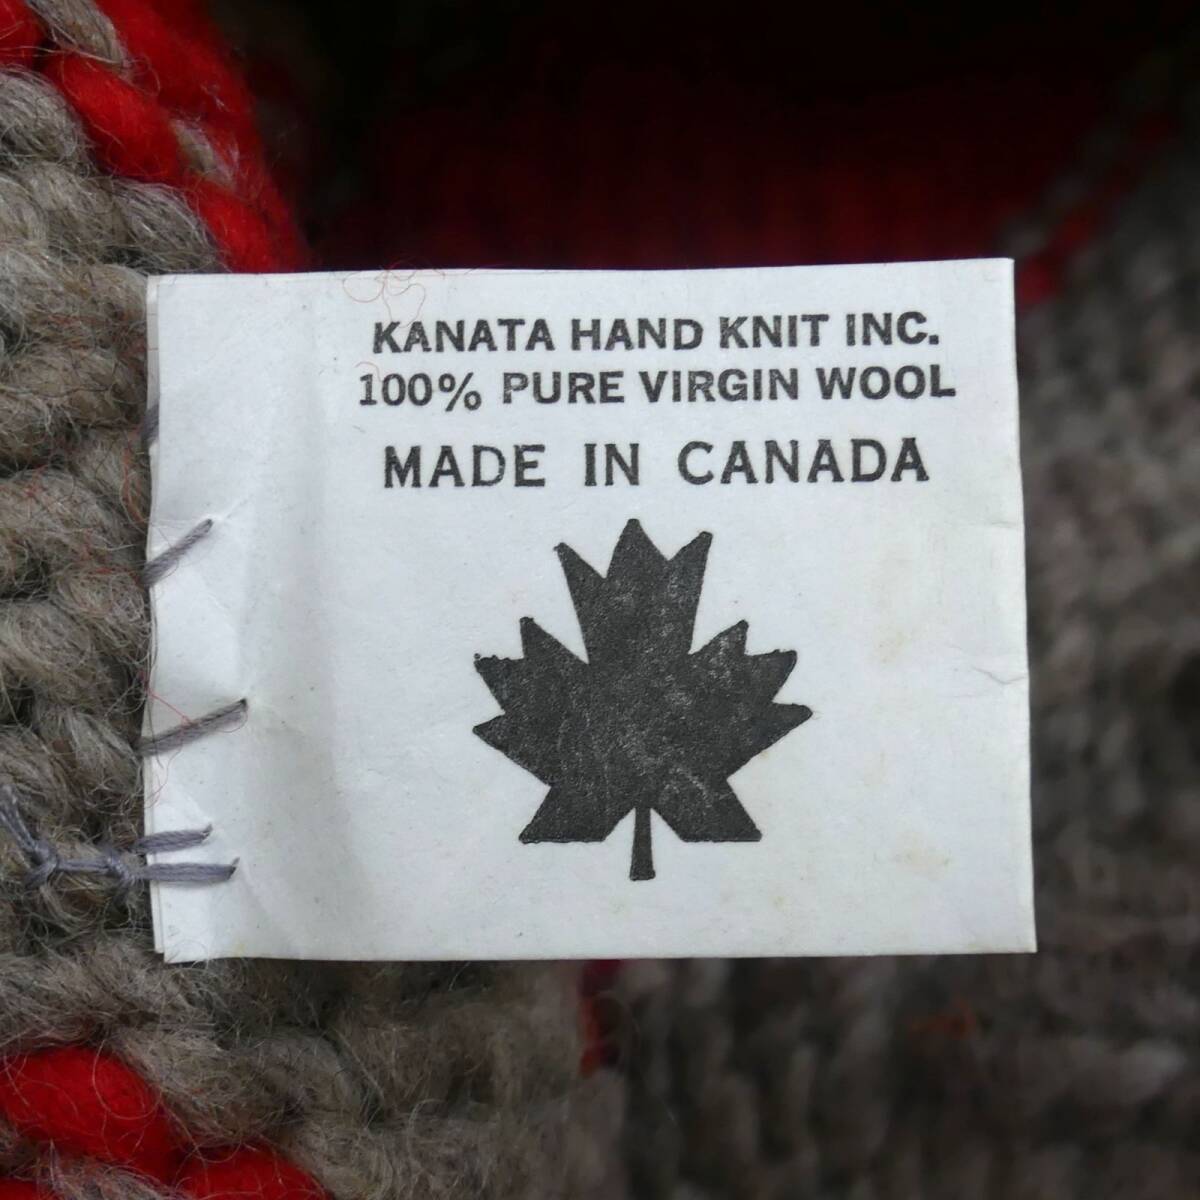 KANATA HAND KNIT INC.
100% PURE VIRGIN WOOL
MADE IN CANADA